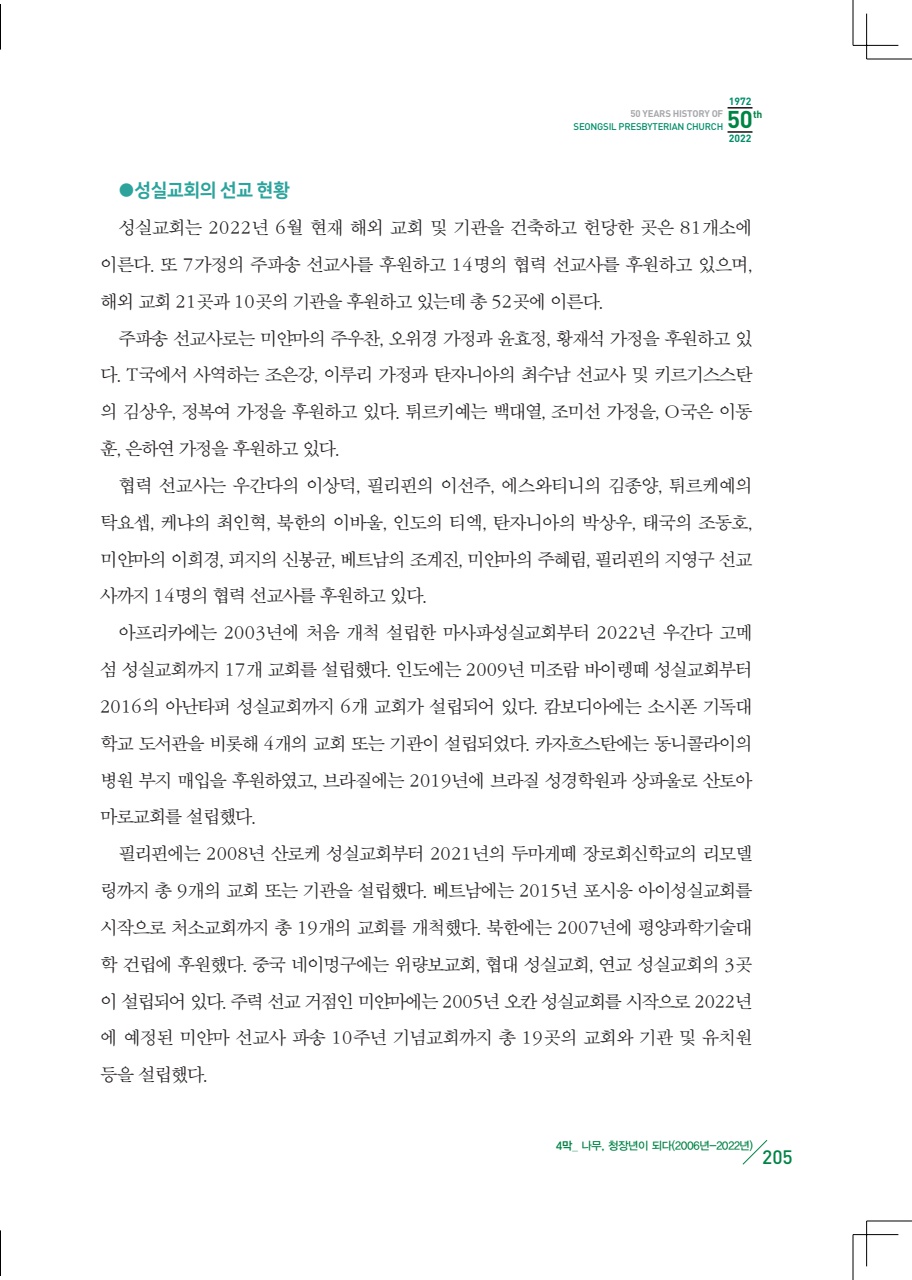 1972
50 YEARS HISTORY OF
SEONGSIL PRESBYTERIAN CHURCH
50th
2022
●성실교회의 선교 현황
성실교회는 2022년 6월 현재 해외 교회 및 기관을 건축하고 헌당한 곳은 81개소에
이른다. 또 7가정의 주파송 선교사를 후원하고 14명의 협력 선교사를 후원하고 있으며,
해외 교회 21곳과 10곳의 기관을 후원하고 있는데 총 52곳에 이른다.
주파송 선교사로는 미얀마의 주우찬, 오위경 가정과 윤효정, 황재석 가정을 후원하고 있
다. T국에서 사역하는 조은강, 이루리 가정과 탄자니아의 최수남 선교사 및 키르기스스탄
의 김상우, 정복여 가정을 후원하고 있다. 튀르키예는 백대열, 조미선 가정을, O국은 이동
훈, 은하연 가정을 후원하고 있다.
협력 선교사는 우간다의 이상덕, 필리핀의 이선주, 에스와티니의 김종양, 튀르케예의
탁요셉, 케냐의 최인혁, 북한의 이바울, 인도의 티엑, 탄자니아의 박상우, 태국의 조동호,
미얀마의 이희경, 피지의 신봉균, 베트남의 조계진, 미얀마의 주혜림, 필리핀의 지영구 선교
사까지 14명의 협력 선교사를 후원하고 있다.
아프리카에는 2003년에 처음 개척 설립한 마사파성실교회부터 2022년 우간다 고메
섬 성실교회까지 17개 교회를 설립했다. 인도에는 2009년 미조람 바이렝떼 성실교회부터
2016의 아난타퍼 성실교회까지 6개 교회가 설립되어 있다. 캄보디아에는 소시폰 기독대
학교 도서관을 비롯해 4개의 교회 또는 기관이 설립되었다. 카자흐스탄에는 동니콜라이의
병원 부지 매입을 후원하였고, 브라질에는 2019년에 브라질 성경학원과 상파울로 산토아
마로교회를 설립했다.
필리핀에는 2008년 산로케 성실교회부터 2021년의 두마게떼 장로회신학교의 리모델
링까지 총 9개의 교회 또는 기관을 설립했다. 베트남에는 2015년 포시응 아이성실교회를
시작으로 처소교회까지 총 19개의 교회를 개척했다. 북한에는 2007년에 평양과학기술대
학 건립에 후원했다. 중국 네이멍구에는 위량보교회, 협대 성실교회, 연교 성실교회의 3곳
이 설립되어 있다. 주력 선교 거점인 미얀마에는 2005년 오칸 성실교회를 시작으로 2022년
에 예정된 미얀마 선교사 파송 10주년 기념교회까지 총 19곳의 교회와 기관 및 유치원
등을 설립했다.
4막_ 나무, 청장년이 되다(2006년-2022년)
205